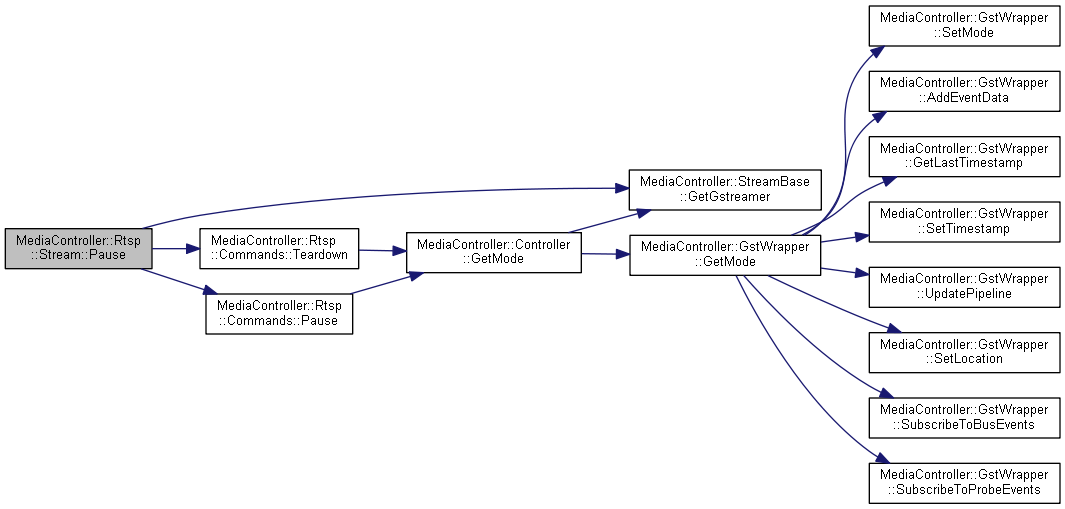 MediaController::Rtsp
::Stream::Pause
MediaController::Rtsp
::Commands::Teardown
MediaController::Rtsp
::Commands::Pause
MediaController::Controller
::GetMode
MediaController::StreamBase
::GetGstreamer
MediaController::GstWrapper
::GetMode
MediaController::GstWrapper
::SetMode
MediaController::GstWrapper
::AddEventData
MediaController::GstWrapper
::GetLastTimestamp
MediaController::GstWrapper
::SetTimestamp
MediaController::GstWrapper
::UpdatePipeline
MediaController::GstWrapper
::SetLocation
MediaController::GstWrapper
::SubscribeToBusEvents
MediaController::GstWrapper
::SubscribeToProbeEvents